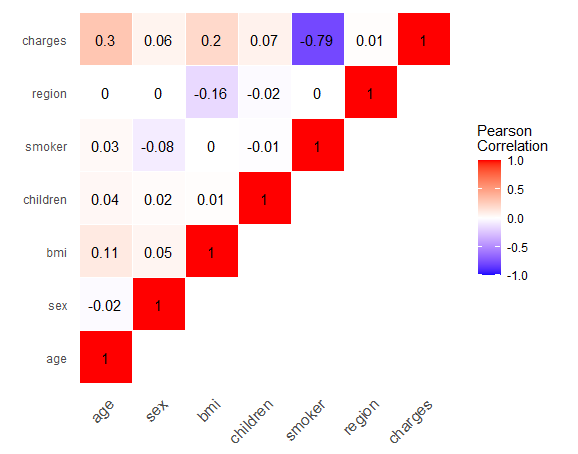 charges 0.3 0.06 0.2 0.07 -0.79 0.01 1
region 0 0 -0.16 -0.02 0 1
smoker 0.03 -0.08 0 -0.01 1
children 0.04 0.02 0.01 1
bmi 0.11 0.05 1
sex -0.02 1
age 1
age sex bmi children smoker region charges
Pearson
Correlation
1.0
0.5
0.0
-0.5
-1.0